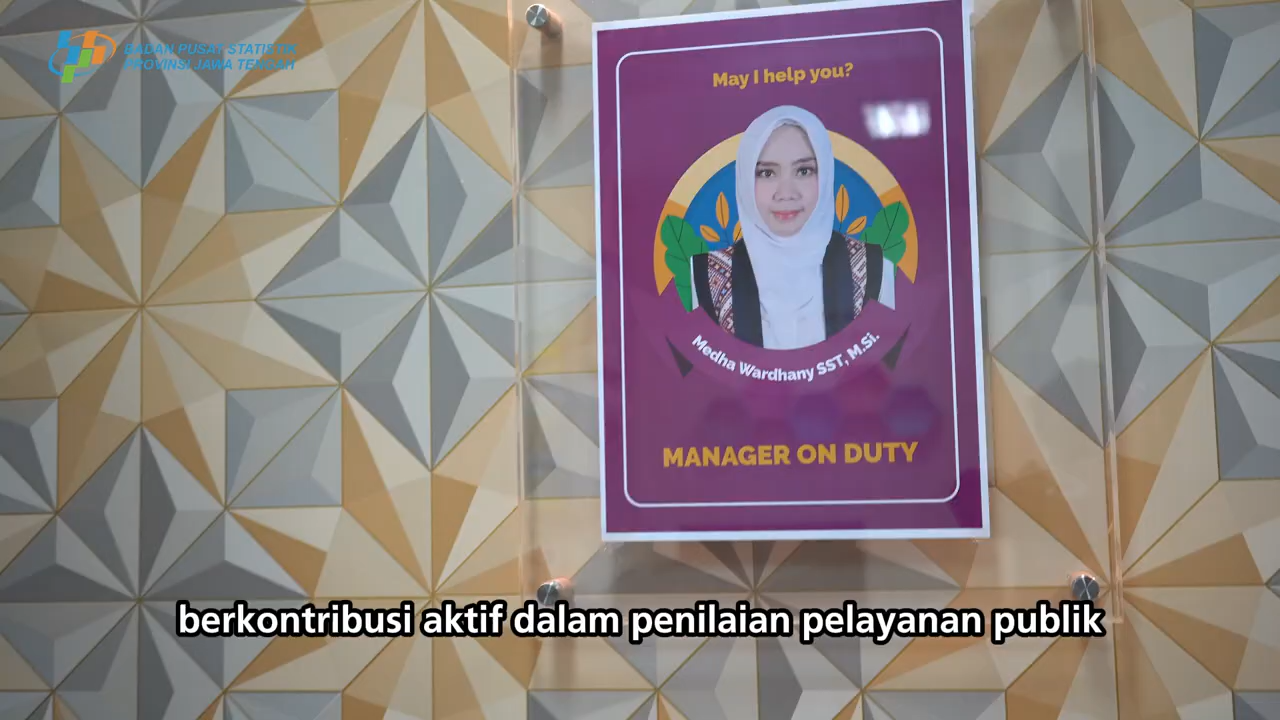 BADAN PUSAT STATISTIK
PROVINSI JAWA TENGAH
May I help you?
Medha Wardhany SST, M.Si.
MANAGER ON DUTY
berkontribusi aktif dalam penilaian pelayanan publik